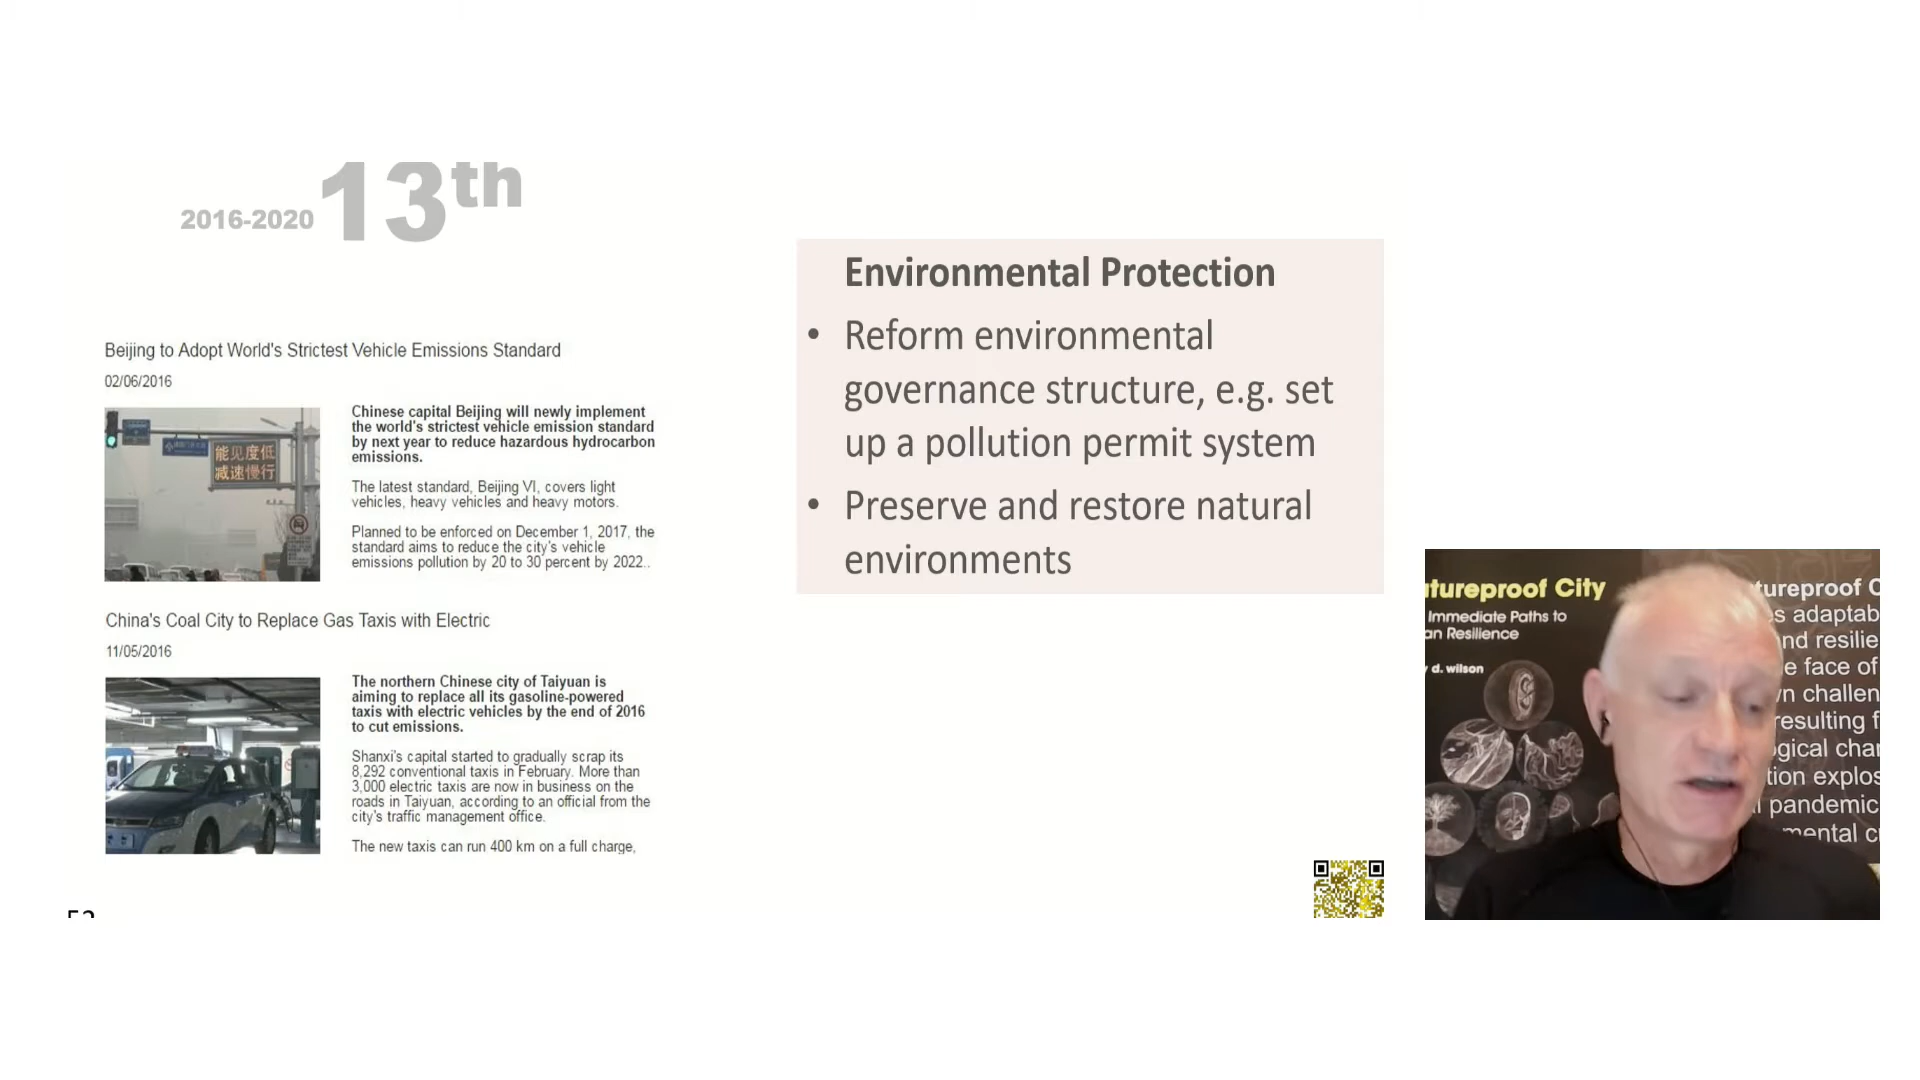 2016-2020 13th
Beijing to Adopt World's Strictest Vehicle Emissions Standard
02/06/2016
能见度低
减速慢行
Chinese capital Beijing will newly implement
the world's strictest vehicle emission standard
by next year to reduce hazardous hydrocarbon
emissions.
The latest standard, Beijing VI, covers light
vehicles, heavy vehicles and heavy motors.
Planned to be enforced on December 1, 2017, the
standard aims to reduce the city's vehicle
emissions pollution by 20 to 30 percent by 2022..
China's Coal City to Replace Gas Taxis with Electric
11/05/2016
The northern Chinese city of Taiyuan is
aiming to replace all its gasoline-powered
taxis with electric vehicles by the end of 2016
to cut emissions.
Shanxi's capital started to gradually scrap its
8,292 conventional taxis in February. More than
3,000 electric taxis are now in business on the
roads in Taiyuan, according to an official from the
city's traffic management office.
The new taxis can run 400 km on a full charge,
Environmental Protection
• Reform environmental
governance structure, e.g. set
up a pollution permit system
• Preserve and restore natural
environments
tureproof City
Immediate Paths to
an Resilience
d. wilson
tureproof C
s adaptab
nd resilie
e face of
n challen
resulting f
gical char
tion explos
pandemic
mental c